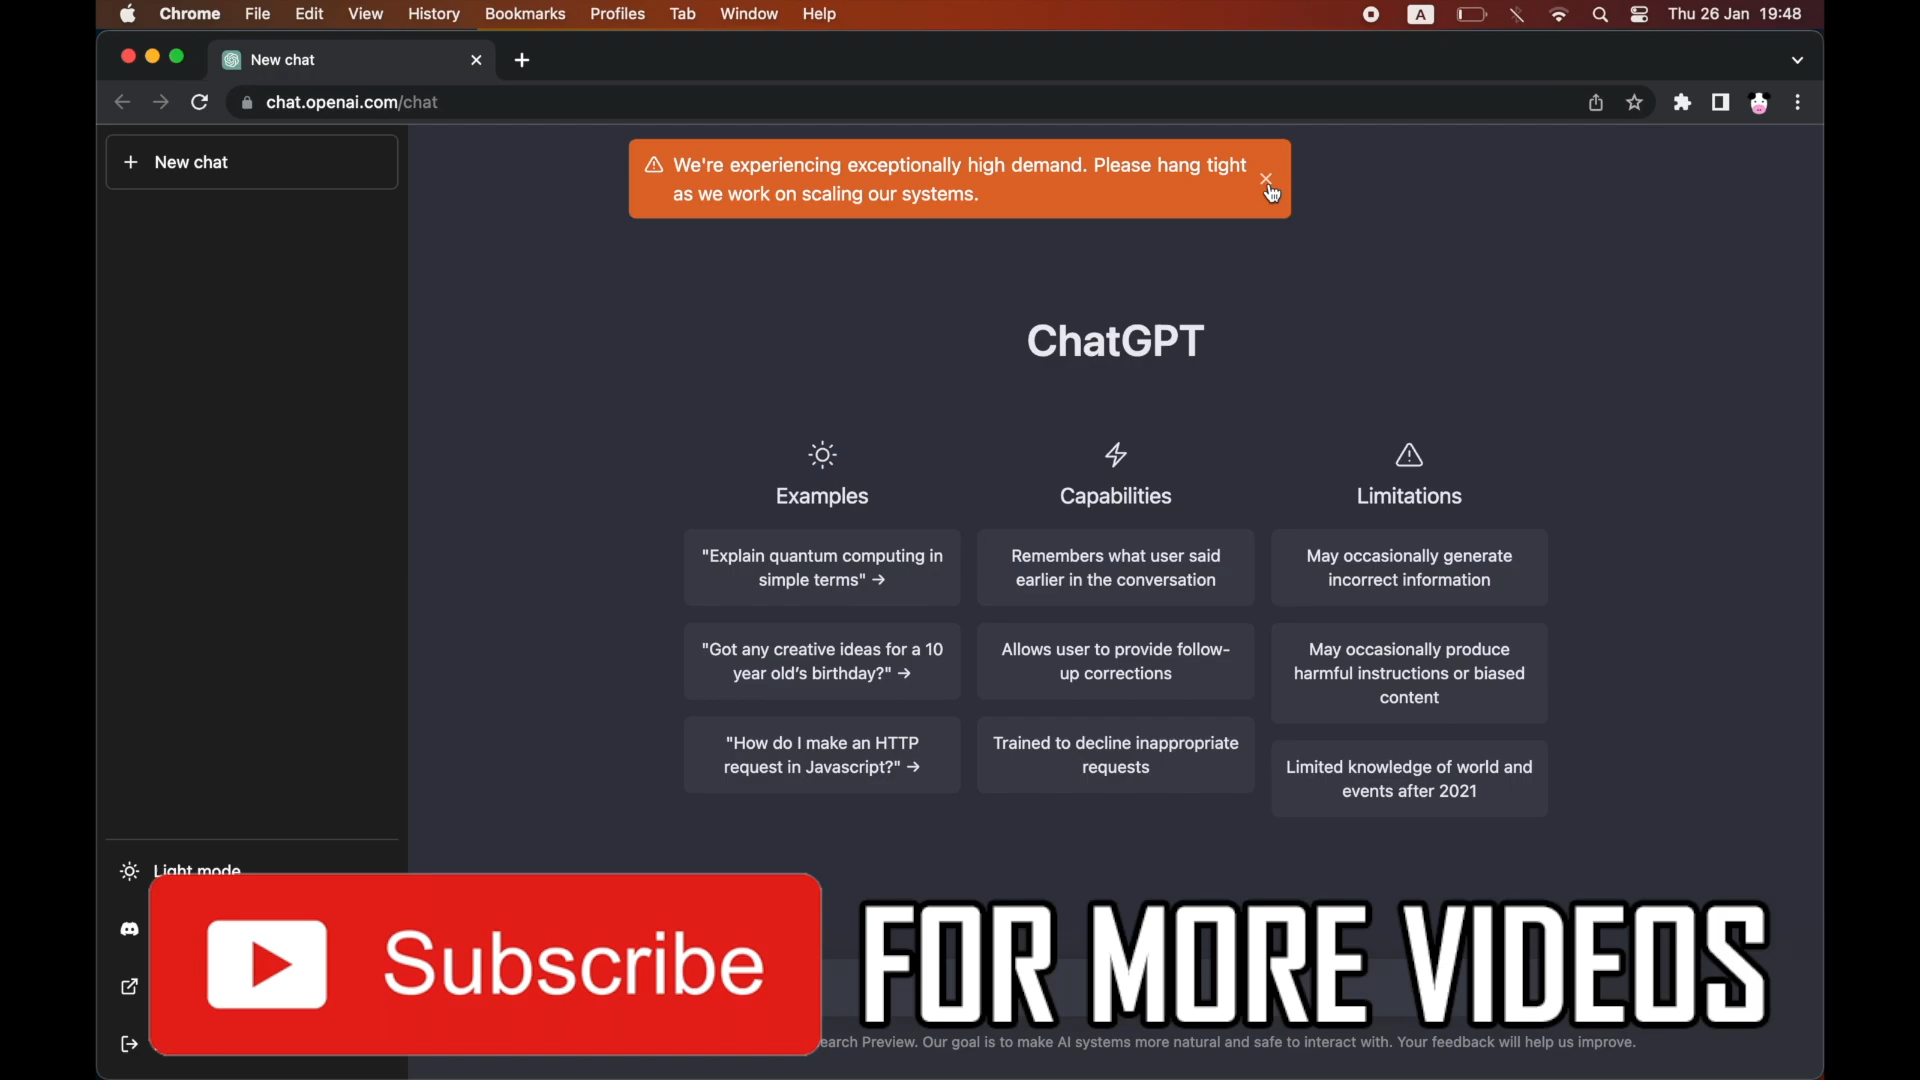 Chrome File Edit View History Bookmarks Profiles Tab Window Help A Thu 26 Jan 19:48
New chat
chat.openai.com/chat
New chat
We're experiencing exceptionally high demand. Please hang tight
as we work on scaling our systems.
ChatGPT
Examples
"Explain quantum computing in
simple terms" →
"Got any creative ideas for a 10
year old's birthday?" →
"How do I make an HTTP
request in Javascript?" →
Capabilities
Remembers what user said
earlier in the conversation
Allows user to provide follow-
up corrections
Trained to decline inappropriate
requests
Limitations
May occasionally generate
incorrect information
May occasionally produce
harmful instructions or biased
content
Limited knowledge of world and
events after 2021
Light mode
Subscribe
FOR MORE VIDEOS
Preview. Our goal is to make AI systems more natural and safe to interact with. Your feedback will help us improve.